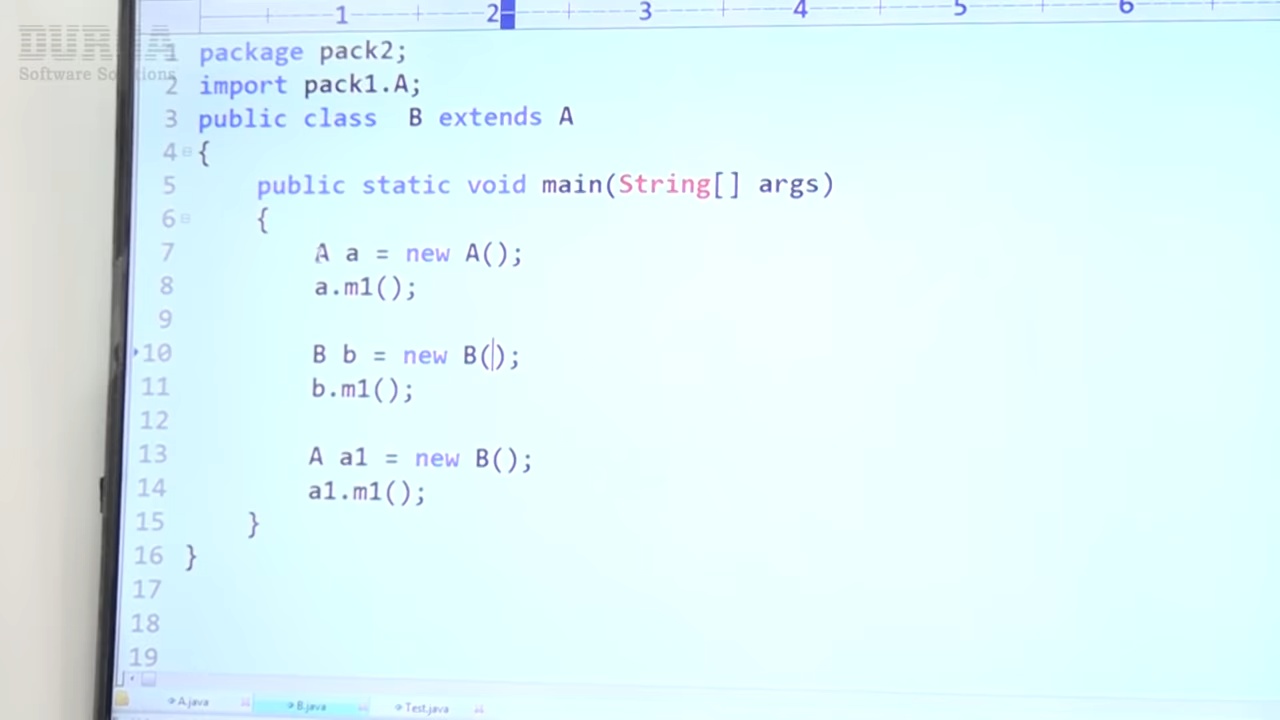 1 2 3 4 5 6
DURGA
Software Solutions
1 package pack2;
2 import pack1.A;
3 public class B extends A
4 {
5 public static void main(String[] args)
6 {
7 A a = new A();
8 a.m1();
9
10 B b = new B();
11 b.m1();
12
13 A a1 = new B();
14 a1.m1();
15 }
16 }
17
18
19
A.java B.java Test.java